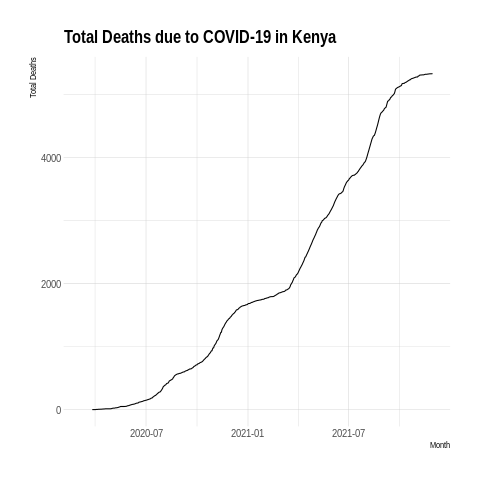 Total Deaths due to COVID-19 in Kenya
Total Deaths
4000
2000
0
2020-07
2021-01
2021-07
Month